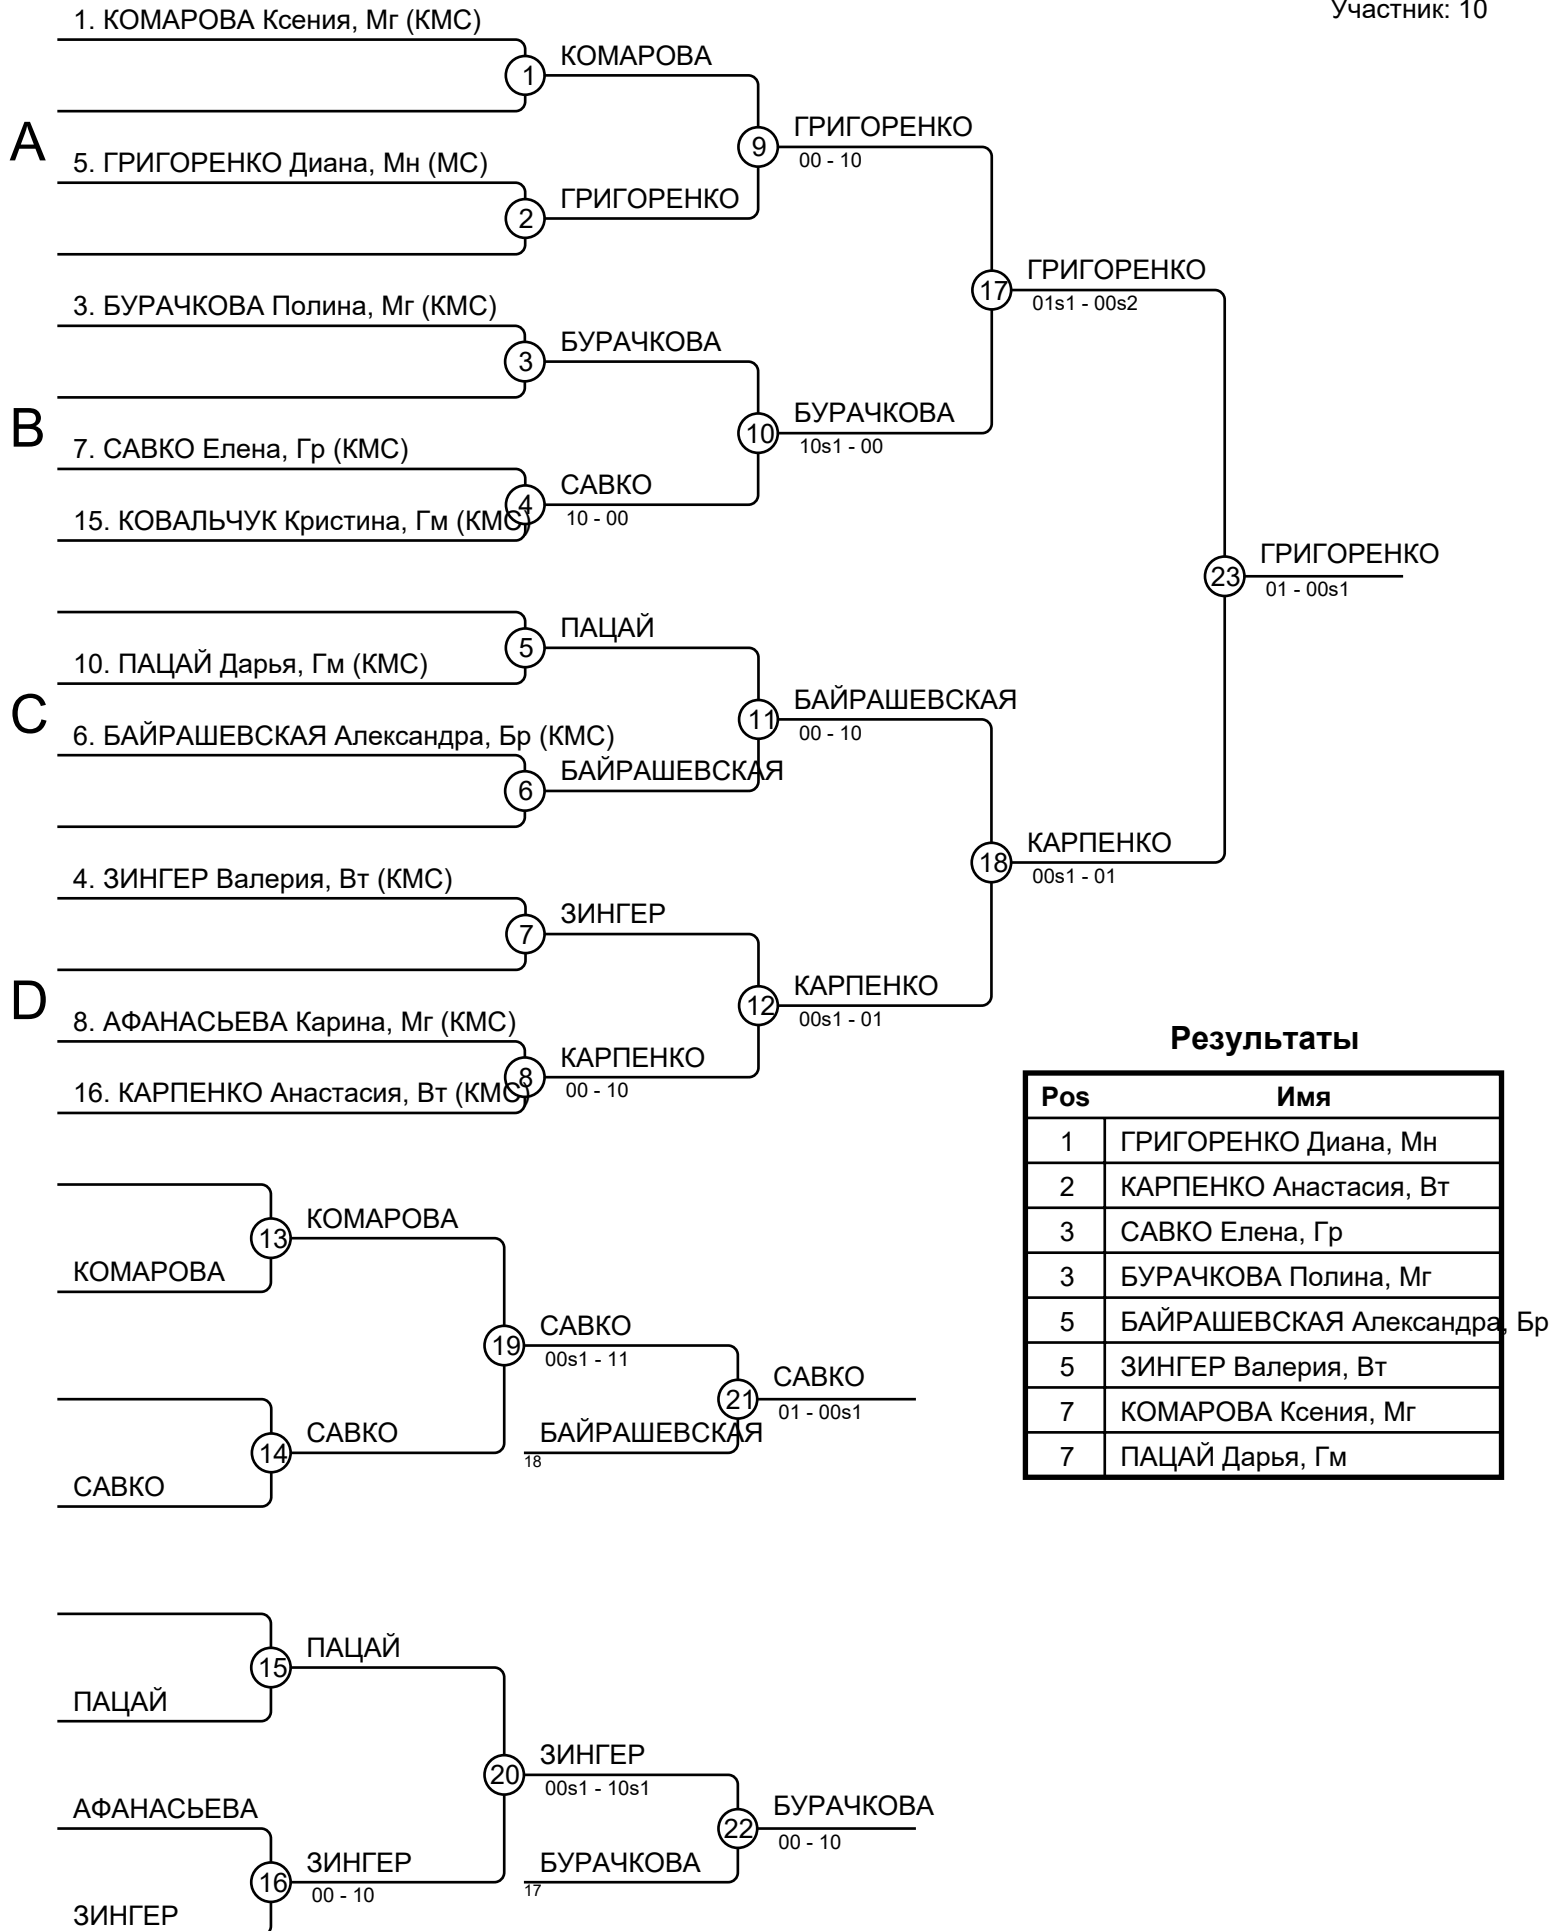 Участник: 10
1. КОМАРОВА Ксения, Мг (КМС)
1
КОМАРОВА
A
9
ГРИГОРЕНКО
00 - 10
5. ГРИГОРЕНКО Диана, Мн (МС)
2
ГРИГОРЕНКО
17
ГРИГОРЕНКО
01s1 - 00s2
3. БУРАЧКОВА Полина, Мг (КМС)
3
БУРАЧКОВА
B
10
БУРАЧКОВА
10s1 - 00
7. САВКО Елена, Гр (КМС)
4
САВКО
10 - 00
15. КОВАЛЬЧУК Кристина, Гм (КМС)
23
ГРИГОРЕНКО
01 - 00s1
5
ПАЦАЙ
10. ПАЦАЙ Дарья, Гм (КМС)
C
11
БАЙРАШЕВСКАЯ
00 - 10
6. БАЙРАШЕВСКАЯ Александра, Бр (КМС)
6
БАЙРАШЕВСКАЯ
18
КАРПЕНКО
00s1 - 01
4. ЗИНГЕР Валерия, Вт (КМС)
7
ЗИНГЕР
D
12
КАРПЕНКО
00s1 - 01
8. АФАНАСЬЕВА Карина, Мг (КМС)
8
КАРПЕНКО
00 - 10
16. КАРПЕНКО Анастасия, Вт (КМС)
Результаты
Pos Имя
1 ГРИГОРЕНКО Диана, Мн
2 КАРПЕНКО Анастасия, Вт
3 САВКО Елена, Гр
3 БУРАЧКОВА Полина, Мг
5 БАЙРАШЕВСКАЯ Александра, Бр
5 ЗИНГЕР Валерия, Вт
7 КОМАРОВА Ксения, Мг
7 ПАЦАЙ Дарья, Гм
13
КОМАРОВА
КОМАРОВА
19
САВКО
00s1 - 11
21
САВКО
01 - 00s1
БАЙРАШЕВСКАЯ
18
14
САВКО
САВКО
15
ПАЦАЙ
ПАЦАЙ
20
ЗИНГЕР
00s1 - 10s1
АФАНАСЬЕВА
22
БУРАЧКОВА
00 - 10
БУРАЧКОВА
17
16
ЗИНГЕР
00 - 10
ЗИНГЕР